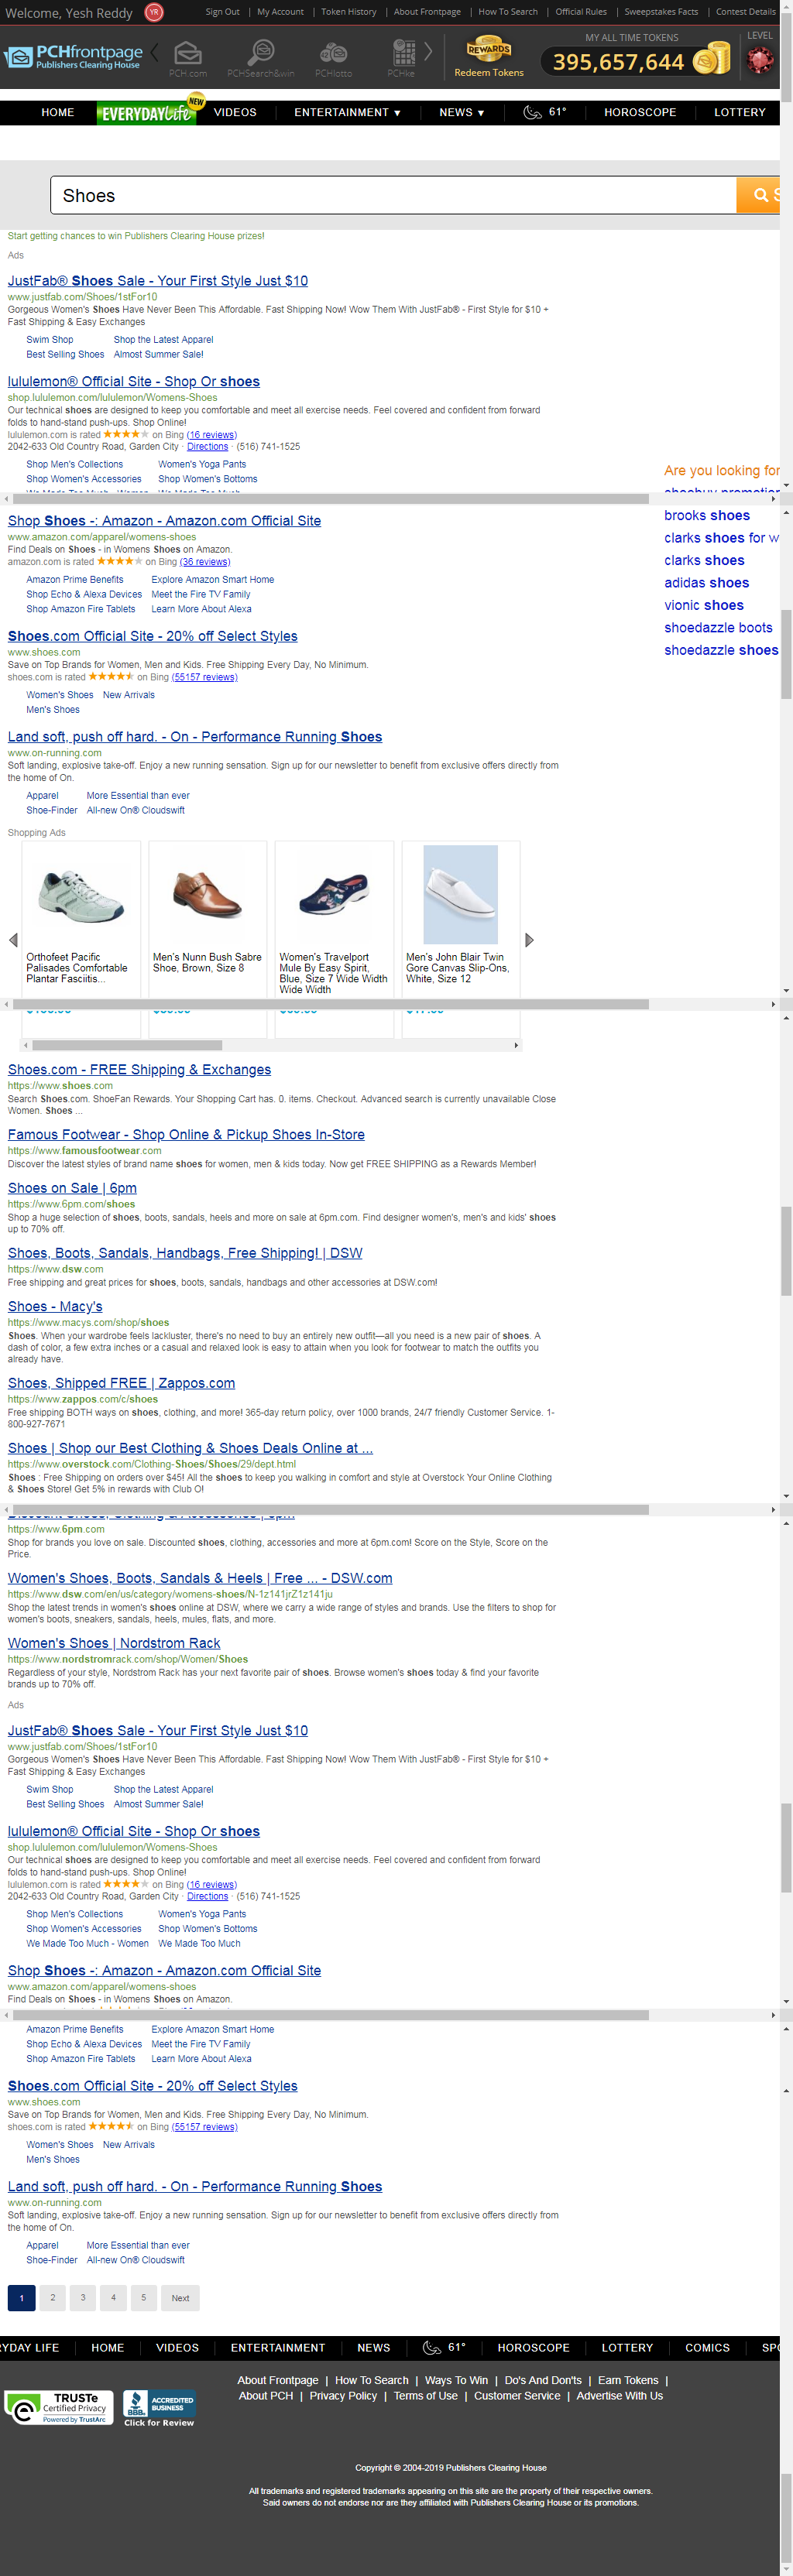 Welcome, Yesh Reddy YR Sign Out | My Account | Token History | About Frontpage | How To Search | Official Rules | Sweepstakes Facts | Contest Details
PCHfrontpage
Publishers Clearing House
PCH.com PCHSearch&win PCHlotto PCHke
REWARDS
Redeem Tokens
MY ALL TIME TOKENS
395,657,644
LEVEL
HOME EVERYDAY Life NEW VIDEOS ENTERTAINMENT ▼ NEWS ▼ 61° HOROSCOPE LOTTERY
Shoes
Start getting chances to win Publishers Clearing House prizes!
Ads
JustFab® Shoes Sale - Your First Style Just $10
www.justfab.com/Shoes/1stFor10
Gorgeous Women's Shoes Have Never Been This Affordable. Fast Shipping Now! Wow Them With JustFab® - First Style for $10 +
Fast Shipping & Easy Exchanges
Swim Shop Shop the Latest Apparel
Best Selling Shoes Almost Summer Sale!
lululemon® Official Site - Shop Or shoes
shop.lululemon.com/lululemon/Womens-Shoes
Our technical shoes are designed to keep you comfortable and meet all exercise needs. Feel covered and confident from forward
folds to hand-stand push-ups. Shop Online!
lululemon.com is rated ★★★★★ on Bing (16 reviews)
2042-633 Old Country Road, Garden City · Directions · (516) 741-1525
Shop Men's Collections Women's Yoga Pants
Shop Women's Accessories Shop Women's Bottoms
Are you looking for
Shop Shoes -: Amazon - Amazon.com Official Site
www.amazon.com/apparel/womens-shoes
Find Deals on Shoes - in Womens Shoes on Amazon.
amazon.com is rated ★★★★★ on Bing (36 reviews)
Amazon Prime Benefits Explore Amazon Smart Home
Shop Echo & Alexa Devices Meet the Fire TV Family
Shop Amazon Fire Tablets Learn More About Alexa
brooks shoes
clarks shoes for w
clarks shoes
adidas shoes
vionic shoes
shoedazzle boots
shoedazzle shoes
Shoes.com Official Site - 20% off Select Styles
www.shoes.com
Save on Top Brands for Women, Men and Kids. Free Shipping Every Day, No Minimum.
shoes.com is rated ★★★★★ on Bing (55157 reviews)
Women's Shoes New Arrivals
Men's Shoes
Land soft, push off hard. - On - Performance Running Shoes
www.on-running.com
Soft landing, explosive take-off. Enjoy a new running sensation. Sign up for our newsletter to benefit from exclusive offers directly from
the home of On.
Apparel More Essential than ever
Shoe-Finder All-new On® Cloudswift
Shopping Ads
Orthofeet Pacific
Palisades Comfortable
Plantar Fasciitis...
Men's Nunn Bush Sabre
Shoe, Brown, Size 8
Women's Travelport
Mule By Easy Spirit,
Blue, Size 7 Wide Width
Wide Width
Men's John Blair Twin
Gore Canvas Slip-Ons,
White, Size 12
Shoes.com - FREE Shipping & Exchanges
https://www.shoes.com
Search Shoes.com. ShoeFan Rewards. Your Shopping Cart has. 0. items. Checkout. Advanced search is currently unavailable Close
Women. Shoes ...
Famous Footwear - Shop Online & Pickup Shoes In-Store
https://www.famousfootwear.com
Discover the latest styles of brand name shoes for women, men & kids today. Now get FREE SHIPPING as a Rewards Member!
Shoes on Sale | 6pm
https://www.6pm.com/shoes
Shop a huge selection of shoes, boots, sandals, heels and more on sale at 6pm.com. Find designer women's, men's and kids' shoes
up to 70% off.
Shoes, Boots, Sandals, Handbags, Free Shipping! | DSW
https://www.dsw.com
Free shipping and great prices for shoes, boots, sandals, handbags and other accessories at DSW.com!
Shoes - Macy's
https://www.macys.com/shop/shoes
Shoes. When your wardrobe feels lackluster, there's no need to buy an entirely new outfit—all you need is a new pair of shoes. A
dash of color, a few extra inches or a casual and relaxed look is easy to attain when you look for footwear to match the outfits you
already have.
Shoes, Shipped FREE | Zappos.com
https://www.zappos.com/c/shoes
Free shipping BOTH ways on shoes, clothing, and more! 365-day return policy, over 1000 brands, 24/7 friendly Customer Service. 1-
800-927-7671
Shoes | Shop our Best Clothing & Shoes Deals Online at ...
https://www.overstock.com/Clothing-Shoes/Shoes/29/dept.html
Shoes : Free Shipping on orders over $45! All the shoes to keep you walking in comfort and style at Overstock Your Online Clothing
& Shoes Store! Get 5% in rewards with Club O!
https://www.6pm.com
Shop for brands you love on sale. Discounted shoes, clothing, accessories and more at 6pm.com! Score on the Style, Score on the
Price.
Women's Shoes, Boots, Sandals & Heels | Free ... - DSW.com
https://www.dsw.com/en/us/category/womens-shoes/N-1z141jrZ1z141ju
Shop the latest trends in women's shoes online at DSW, where we carry a wide range of styles and brands. Use the filters to shop for
women's boots, sneakers, sandals, heels, mules, flats, and more.
Women's Shoes | Nordstrom Rack
https://www.nordstromrack.com/shop/Women/Shoes
Regardless of your style, Nordstrom Rack has your next favorite pair of shoes. Browse women's shoes today & find your favorite
brands up to 70% off.
Ads
JustFab® Shoes Sale - Your First Style Just $10
www.justfab.com/Shoes/1stFor10
Gorgeous Women's Shoes Have Never Been This Affordable. Fast Shipping Now! Wow Them With JustFab® - First Style for $10 +
Fast Shipping & Easy Exchanges
Swim Shop Shop the Latest Apparel
Best Selling Shoes Almost Summer Sale!
lululemon® Official Site - Shop Or shoes
shop.lululemon.com/lululemon/Womens-Shoes
Our technical shoes are designed to keep you comfortable and meet all exercise needs. Feel covered and confident from forward
folds to hand-stand push-ups. Shop Online!
lululemon.com is rated ★★★★★ on Bing (16 reviews)
2042-633 Old Country Road, Garden City · Directions · (516) 741-1525
Shop Men's Collections Women's Yoga Pants
Shop Women's Accessories Shop Women's Bottoms
We Made Too Much - Women We Made Too Much
Shop Shoes -: Amazon - Amazon.com Official Site
www.amazon.com/apparel/womens-shoes
Find Deals on Shoes - in Womens Shoes on Amazon.
Amazon Prime Benefits Explore Amazon Smart Home
Shop Echo & Alexa Devices Meet the Fire TV Family
Shop Amazon Fire Tablets Learn More About Alexa
Shoes.com Official Site - 20% off Select Styles
www.shoes.com
Save on Top Brands for Women, Men and Kids. Free Shipping Every Day, No Minimum.
shoes.com is rated ★★★★★ on Bing (55157 reviews)
Women's Shoes New Arrivals
Men's Shoes
Land soft, push off hard. - On - Performance Running Shoes
www.on-running.com
Soft landing, explosive take-off. Enjoy a new running sensation. Sign up for our newsletter to benefit from exclusive offers directly from
the home of On.
Apparel More Essential than ever
Shoe-Finder All-new On® Cloudswift
1 2 3 4 5 Next
RYDAY LIFE HOME VIDEOS ENTERTAINMENT NEWS 61° HOROSCOPE LOTTERY COMICS SPO
About Frontpage | How To Search | Ways To Win | Do's And Don'ts | Earn Tokens |
About PCH | Privacy Policy | Terms of Use | Customer Service | Advertise With Us
TRUSTe
Certified Privacy
Powered by TrustArc
BBB ACCREDITED BUSINESS
Click for Review
Copyright © 2004-2019 Publishers Clearing House
All trademarks and registered trademarks appearing on this site are the property of their respective owners.
Said owners do not endorse nor are they affiliated with Publishers Clearing House or its promotions.